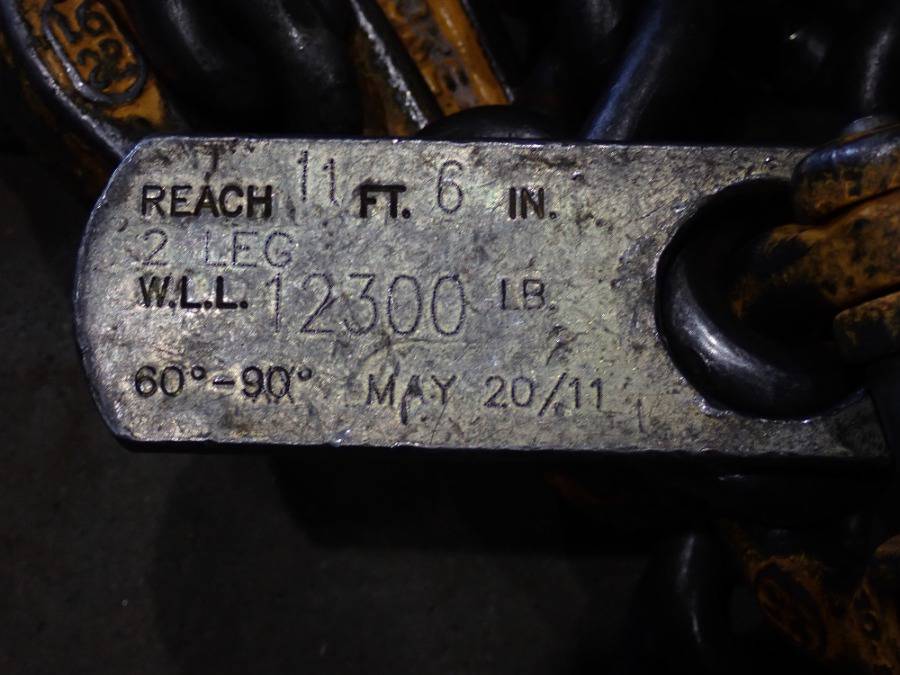 REACH 11 FT. 6 IN.
2 LEG
W.L.L. 12300 LB.
60°-90° MAY 20/11